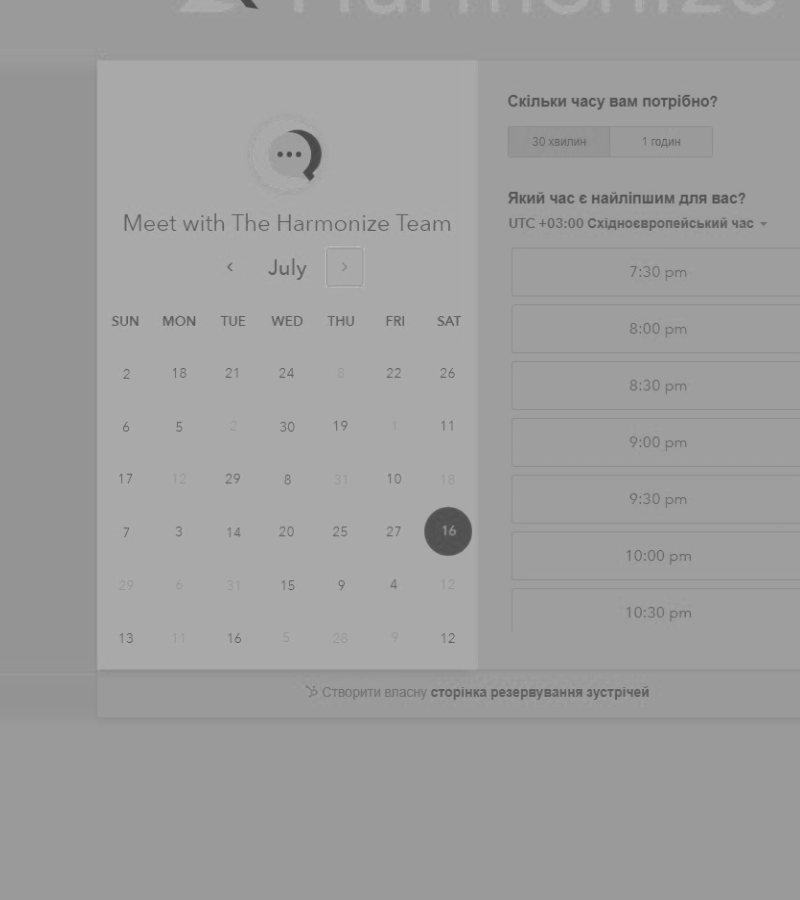 Harmonize
Meet with The Harmonize Team
July
SUN MON TUE WED THU FRI SAT
2 18 21 24 8 22 26
6 5 2 30 19 1 11
17 12 29 8 31 10 18
7 3 14 20 25 27 16
29 6 31 15 9 4 12
13 11 16 5 28 9 12
Скільки часу вам потрібно?
30 хвилин 1 годин
Який час є найліпшим для вас?
UTC +03:00 Східноєвропейський час
7:30 pm
8:00 pm
8:30 pm
9:00 pm
9:30 pm
10:00 pm
10:30 pm
Створити власну сторінка резервування зустрічей